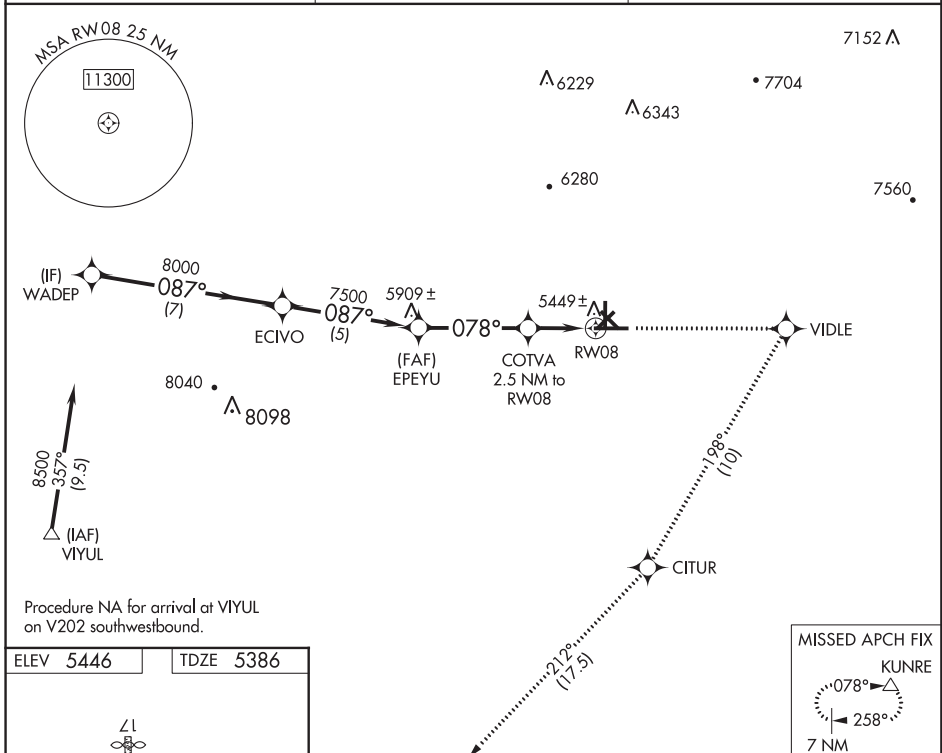 MSA RW08 25 NM
11300
7152
6229
7704
6343
6280
7560
(IF)
WADEP
8000
087°
(7)
ECIVO
7500
087°
(5)
5909 ±
(FAF)
EPEYU
078°
COTVA
2.5 NM to
RW08
5449 ±
RW08
VIDLE
8040
8098
8500
357°
(9.5)
(IAF)
VIYUL
198°
(10)
CITUR
212°
(17.5)
Procedure NA for arrival at VIYUL
on V202 southwestbound.
ELEV 5446
TDZE 5386
17
MISSED APCH FIX
KUNRE
078°
258°
7 NM